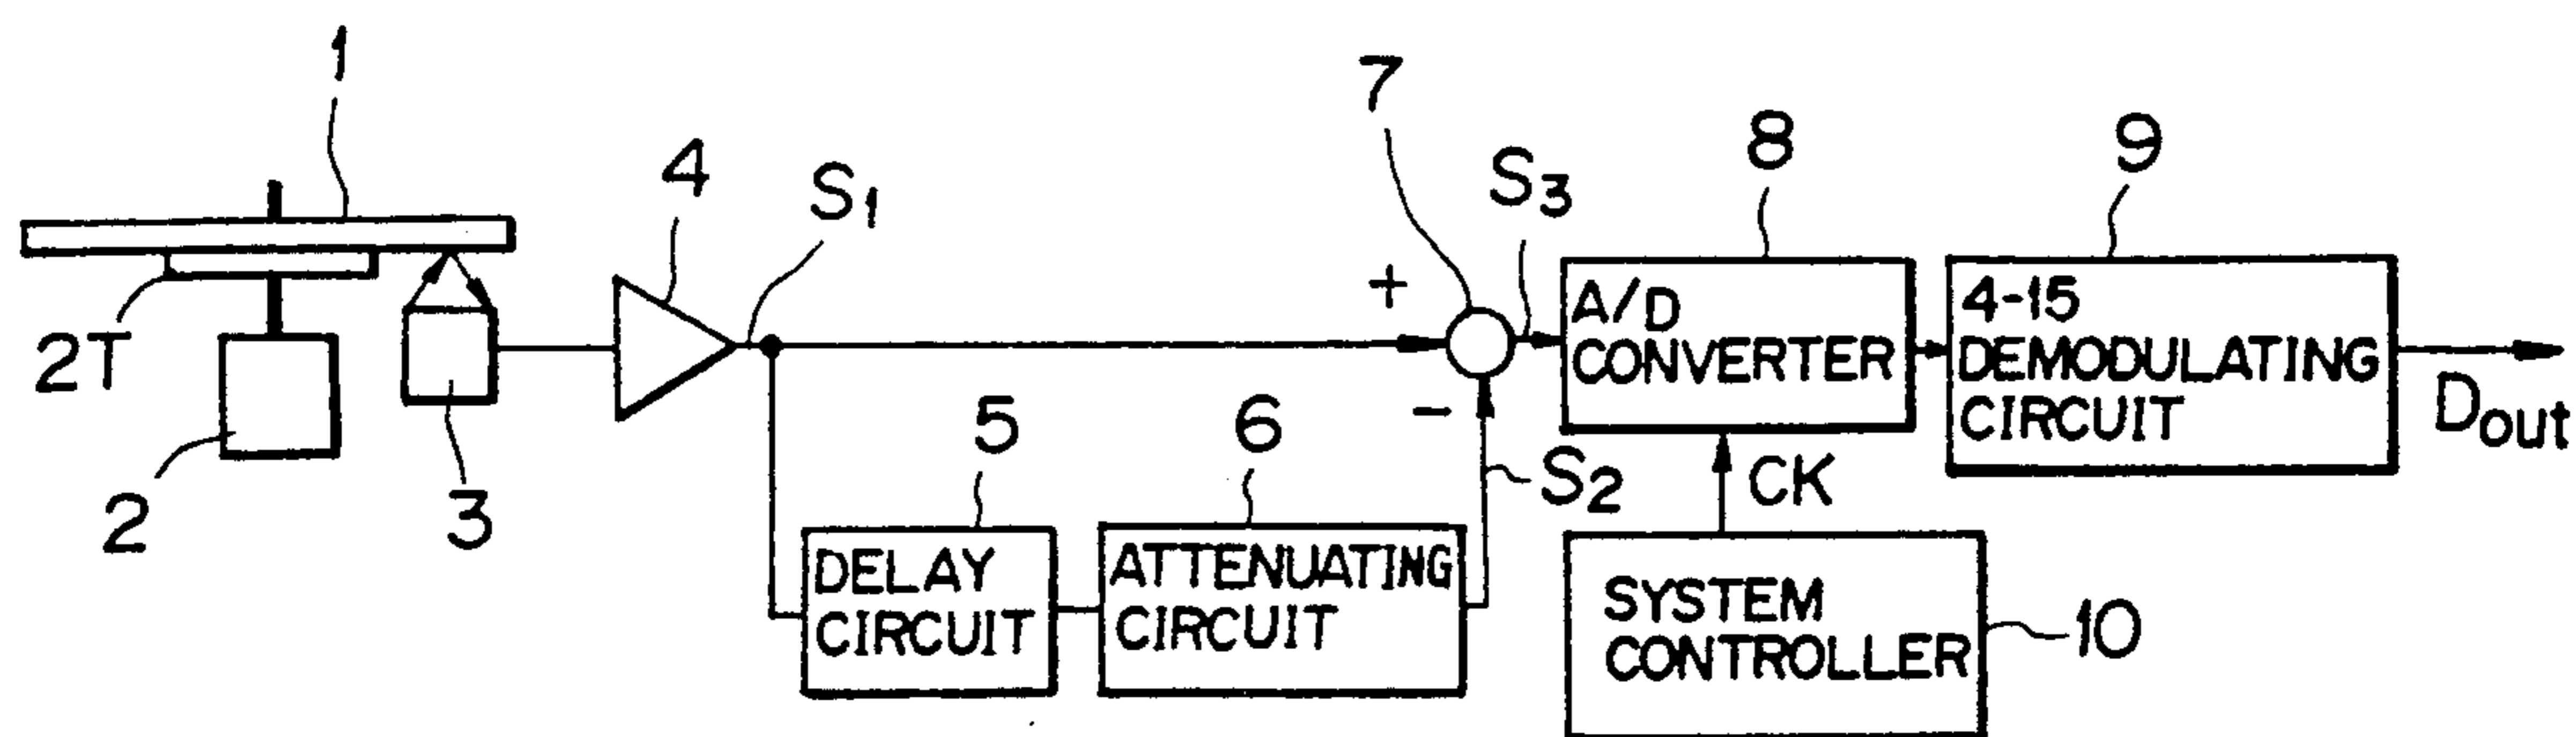 1
4
S1
7
S3
8
9
+
A/D
CONVERTER
4-15
DEMODULATING
CIRCUIT
Dout
2T
2
3
5
6
-
S2
CK
DELAY
CIRCUIT
ATTENUATING
CIRCUIT
SYSTEM
CONTROLLER
10